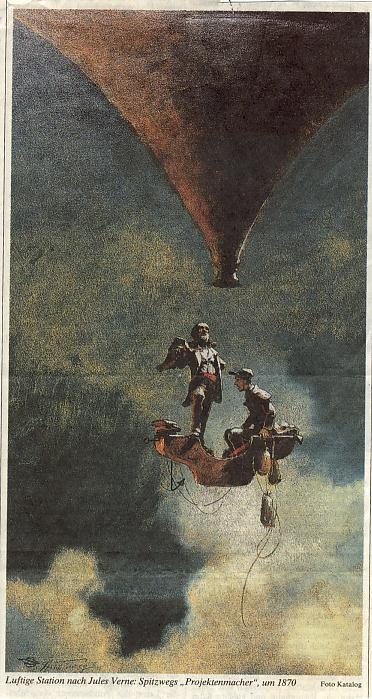 Luftige Station nach Jules Verne: Spitzwegs „Projektenmacher“, um 1870 Foto Katalog